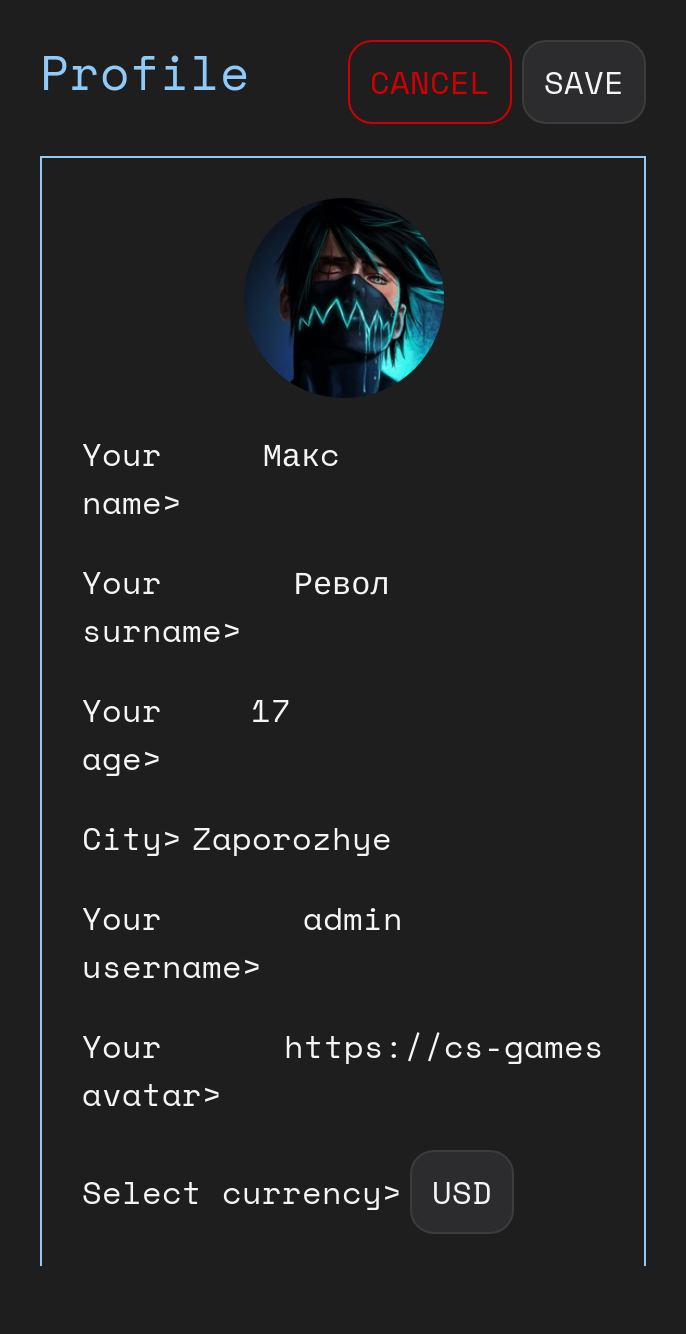 Profile
CANCEL
SAVE
Your name>
Макс
Your surname>
Револ
Your age>
17
City> Zaporozhye
Your username>
admin
Your avatar>
https://cs-games
Select currency> USD